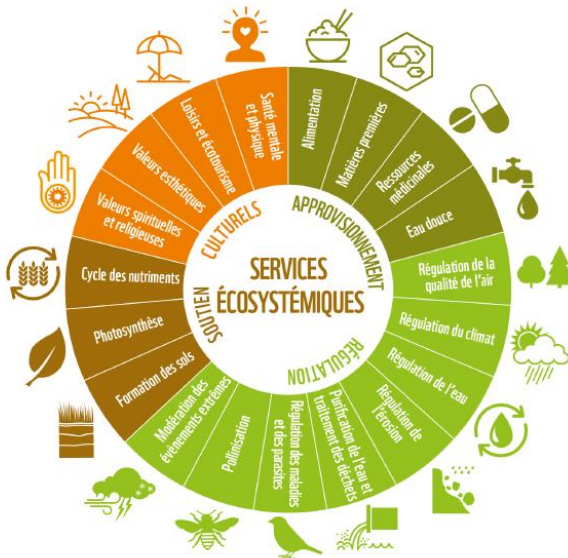 SERVICES
ÉCOSYSTÉMIQUES
CULTURELS
Santé mentale
et physique
Loisirs et écotourisme
Valeurs esthétiques
Valeurs spirituelles
et religieuses
APPROVISIONNEMENT
Alimentation
Matières premières
Ressources
médicinales
Eau douce
RÉGULATION
Régulation de la
qualité de l'air
Régulation du climat
Régulation de l'eau
Régulation de
l'érosion
Purification de l'eau et
traitement des déchets
Régulation des maladies
et des parasites
Pollinisation
Modération des
évènements extrêmes
SOUTIEN
Formation des sols
Photosynthèse
Cycle des nutriments